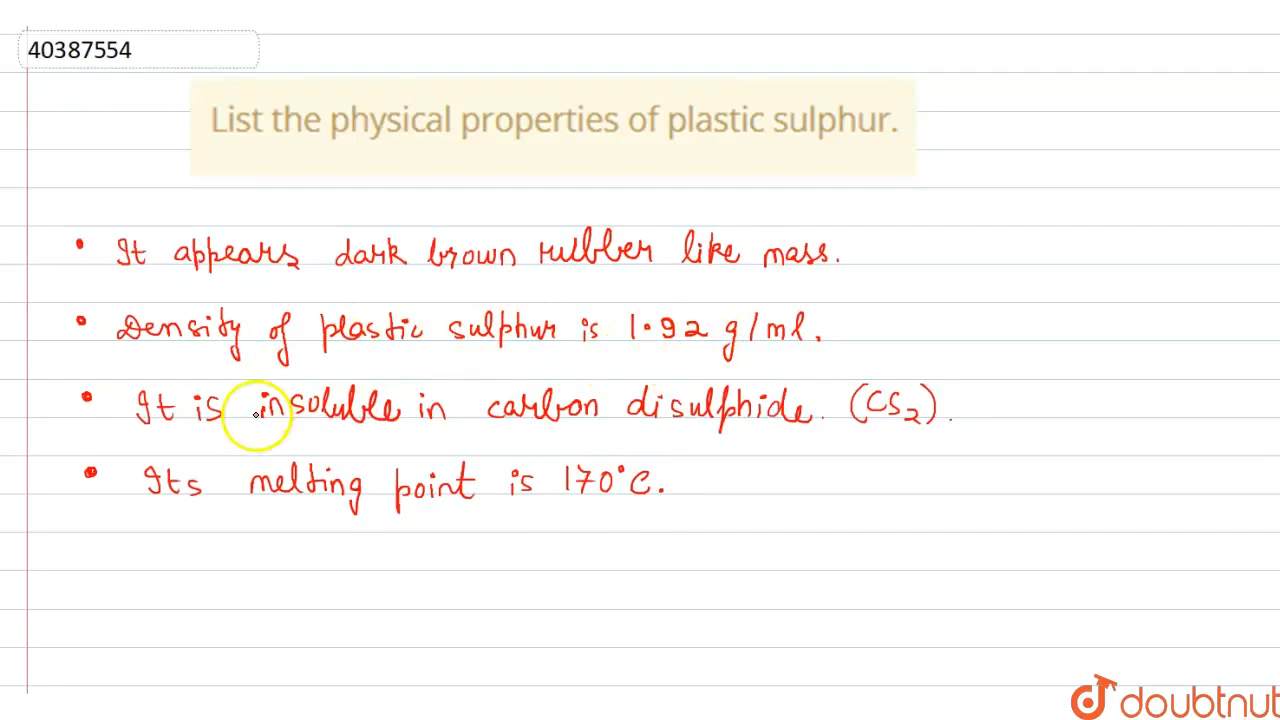 40387554
List the physical properties of plastic sulphur.
• It appears dark brown rubber like mass.
• Density of plastic sulphur is 1.92 g/ml.
• It is insoluble in carbon disulphide. (CS₂).
• Its melting point is 170°C.
doubtnut